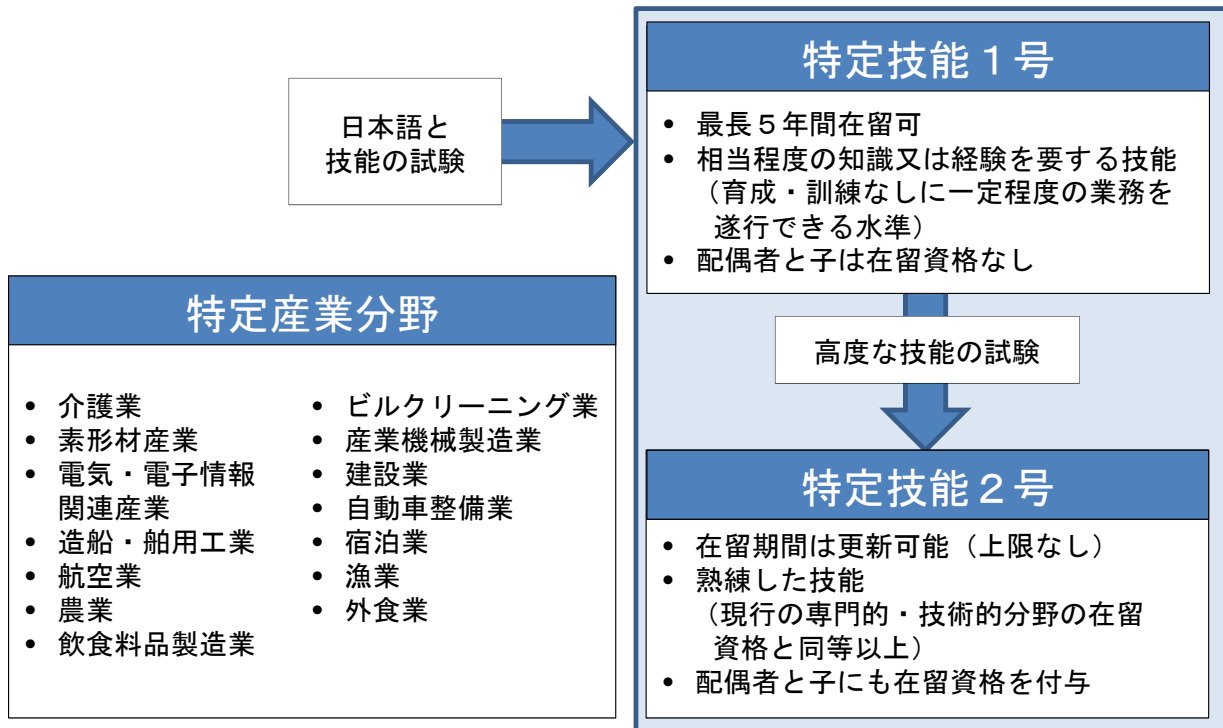 日本語と
技能の試験
特定技能１号
• 最長５年間在留可
• 相当程度の知識又は経験を要する技能
（育成・訓練なしに一定程度の業務を
遂行できる水準）
• 配偶者と子は在留資格なし
高度な技能の試験
特定技能２号
• 在留期間は更新可能（上限なし）
• 熟練した技能
（現行の専門的・技術的分野の在留
資格と同等以上）
• 配偶者と子にも在留資格を付与
特定産業分野
• 介護業
• 素形材産業
• 電気・電子情報
関連産業
• 造船・舶用工業
• 航空業
• 農業
• 飲食料品製造業
• ビルクリーニング業
• 産業機械製造業
• 建設業
• 自動車整備業
• 宿泊業
• 漁業
• 外食業